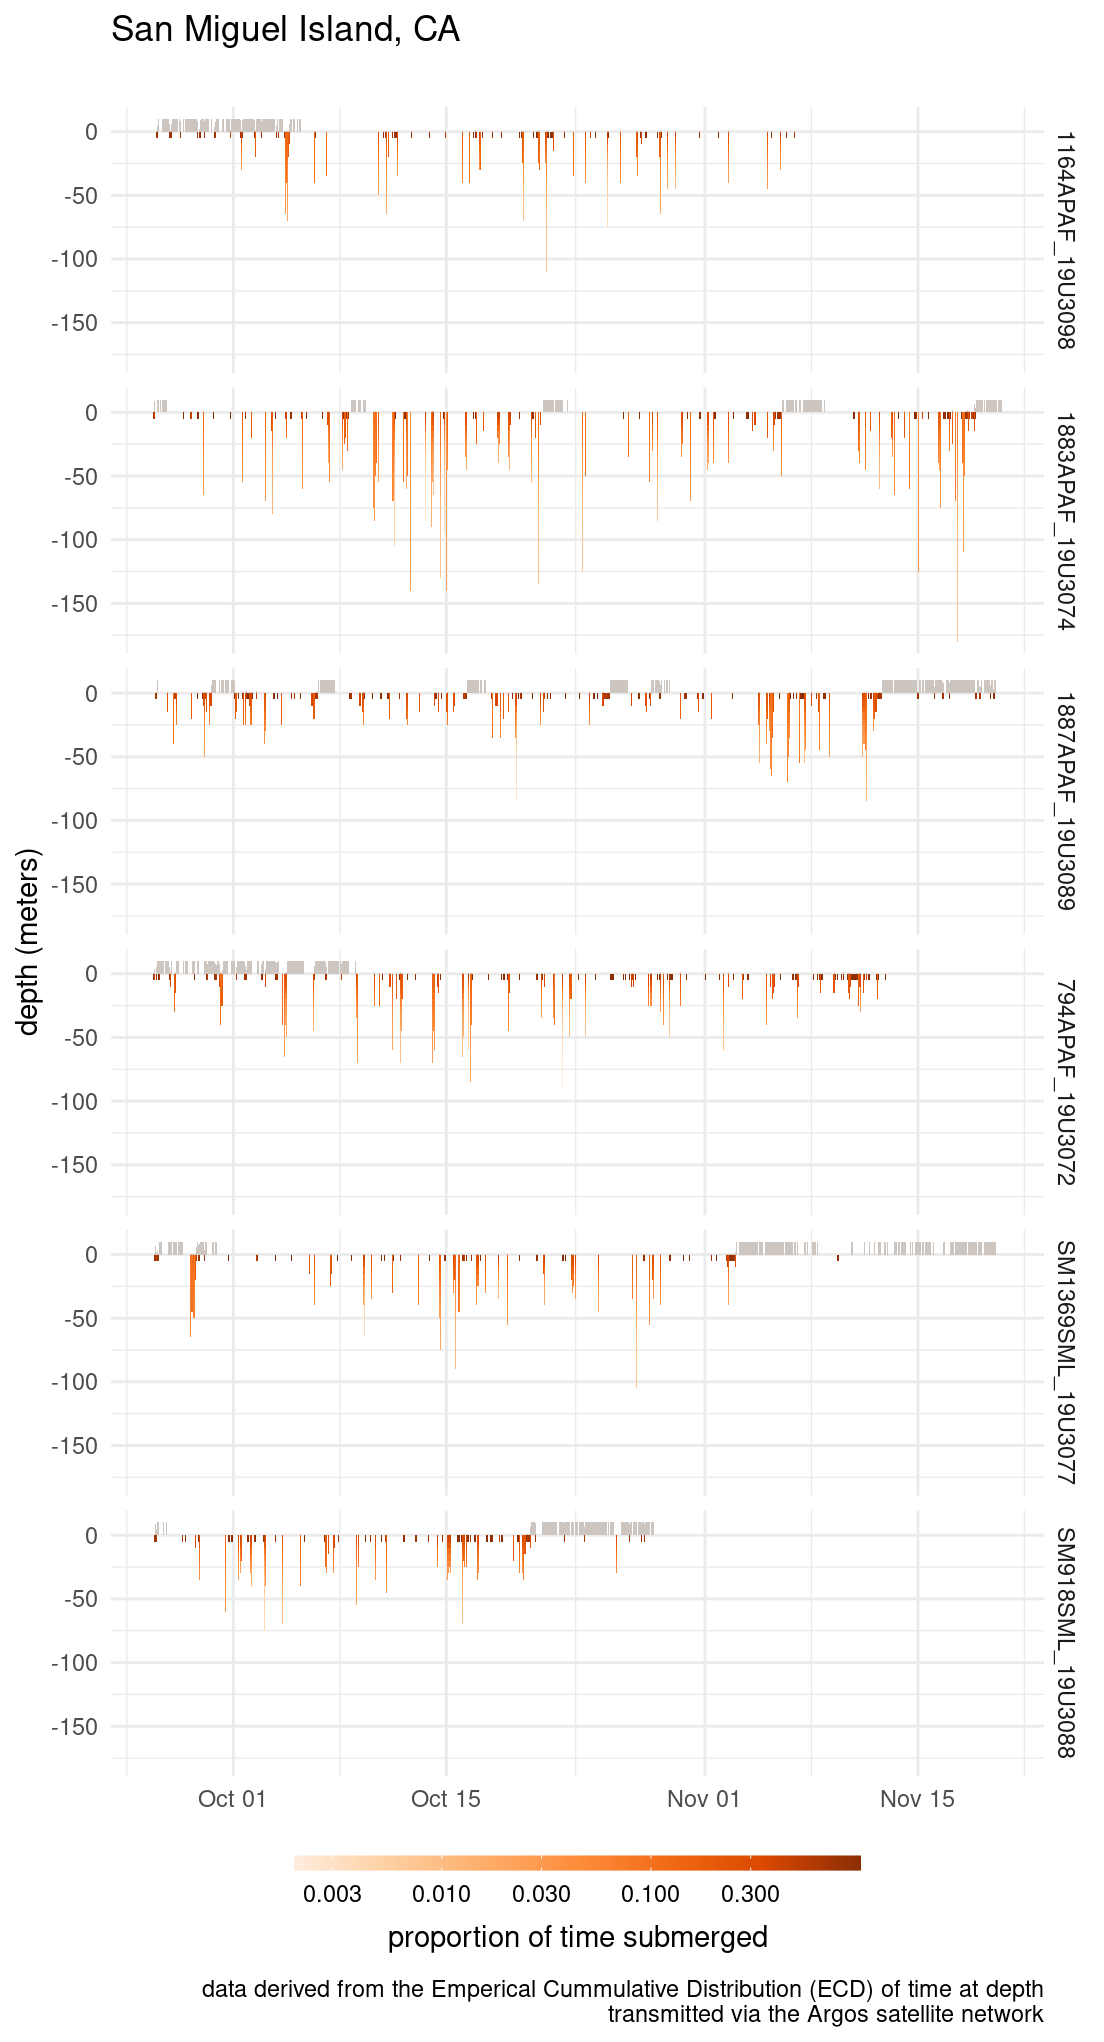 San Miguel Island, CA
depth (meters)
0
-50
-100
-150
1164APAF_19U3098
0
-50
-100
-150
1883APAF_19U3074
0
-50
-100
-150
1887APAF_19U3089
0
-50
-100
-150
794APAF_19U3072
0
-50
-100
-150
SM1369SML_19U3077
0
-50
-100
-150
SM918SML_19U3088
Oct 01 Oct 15 Nov 01 Nov 15
0.003 0.010 0.030 0.100 0.300
proportion of time submerged
data derived from the Emperical Cummulative Distribution (ECD) of time at depth
transmitted via the Argos satellite network